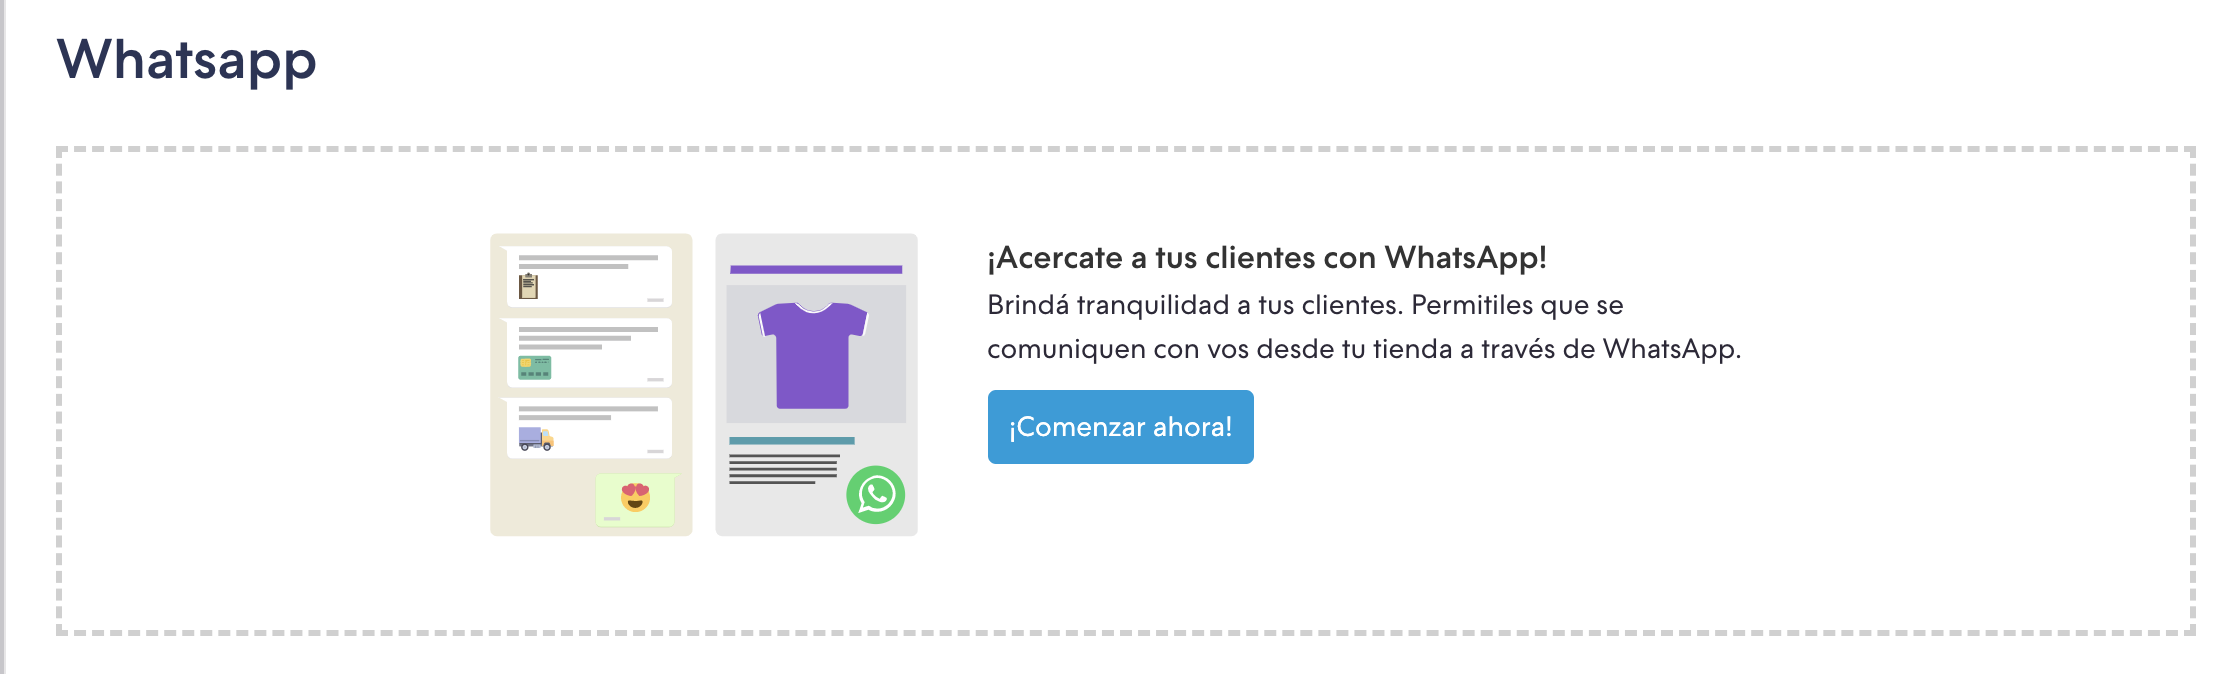 Whatsapp
¡Acercate a tus clientes con WhatsApp!
Brindá tranquilidad a tus clientes. Permitiles que se
comuniquen con vos desde tu tienda a través de WhatsApp.
¡Comenzar ahora!